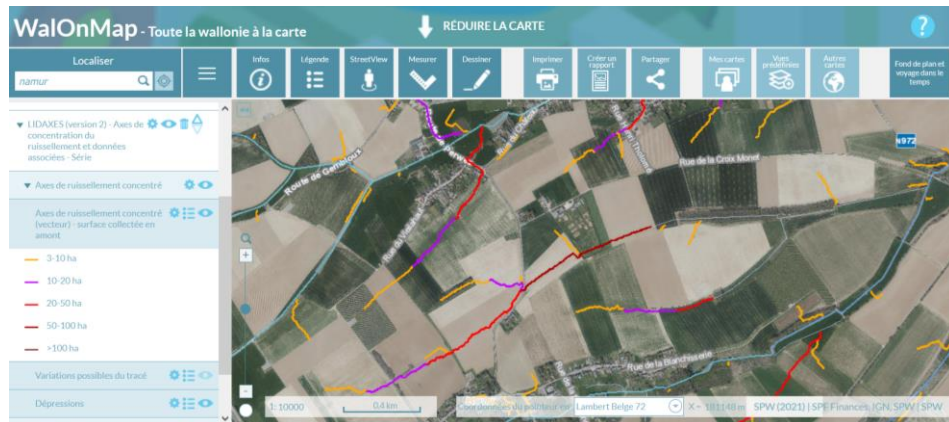 WalOnMap - Toute la wallonie à la carte
RÉDUIRE LA CARTE
?
Localiser
namur
Infos
Légende
StreetView
Mesurer
Dessiner
Imprimer
Créer un
rapport
Partager
Mes cartes
Vues
prédéfinies
Autres
cartes
Fond de plan et
voyage dans le
temps
LIDAXES (version 2) - Axes de
concentration du
ruissellement et données
associées - Série
Axes de ruissellement concentré
Axes de ruissellement concentré
(vecteur) - surface collectée en
amont
3-10 ha
10-20 ha
20-50 ha
50-100 ha
>100 ha
Variations possibles du tracé
Dépressions
Route de Gembloux
Rue de la Croix Monet
N972
Rue de la Blanchisserie
1: 10000
0,4 km
Coordonnées du pointeur en
Lambert Belge 72
X = 181148 m
SPW (2021) | SPF Finances, IGN, SPW | SPW